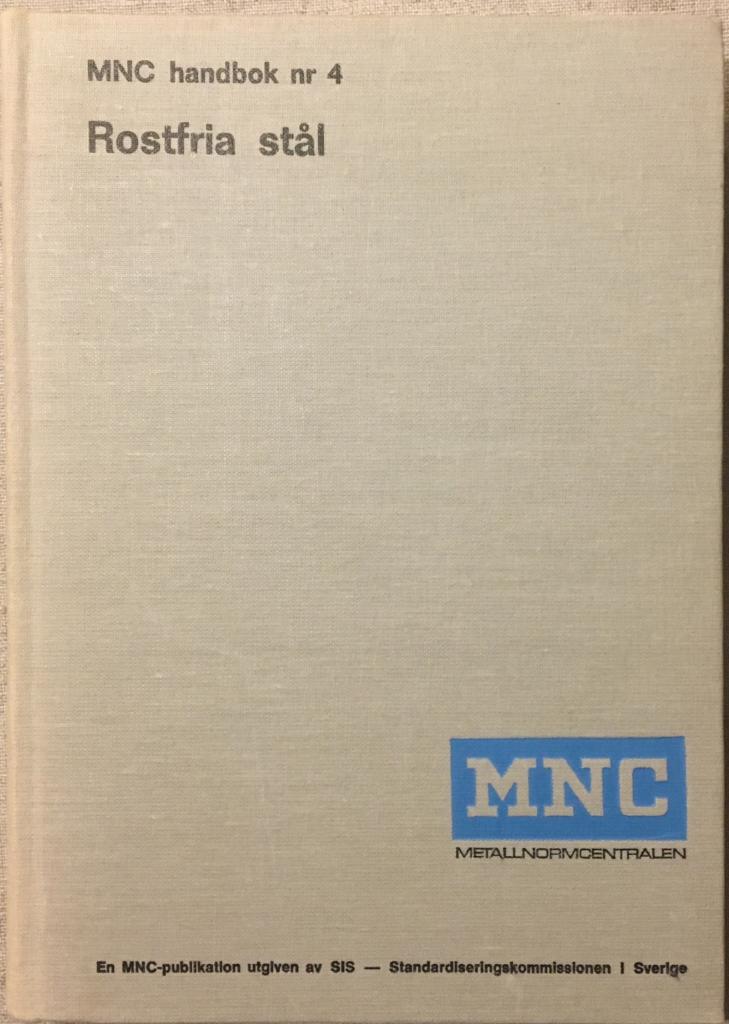 MNC handbok nr 4
Rostfria stål
MNC
METALLNORMCENTRALEN
En MNC-publikation utgiven av SIS — Standardiseringskommissionen i Sverige